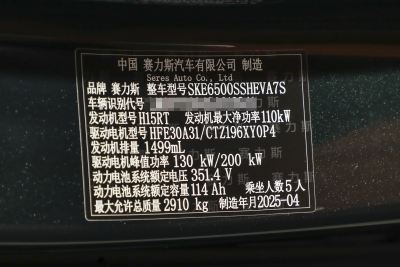 中国 赛力斯汽车有限公司 制造
Seres Auto Co., Ltd.
品牌 赛力斯 整车型号SKE6500SSHEVA7S
车辆识别代号
发动机型号H15RT 发动机最大净功率110kW
驱动电机型号 HFE30A31/CTZ196XY0P4
发动机排量 1499mL
驱动电机峰值功率 130 kW/200 kW
动力电池系统额定电压 351.4 V
动力电池系统额定容量 114 Ah 乘坐人数 5 人
最大允许总质量 2910 kg 制造年月2025-04